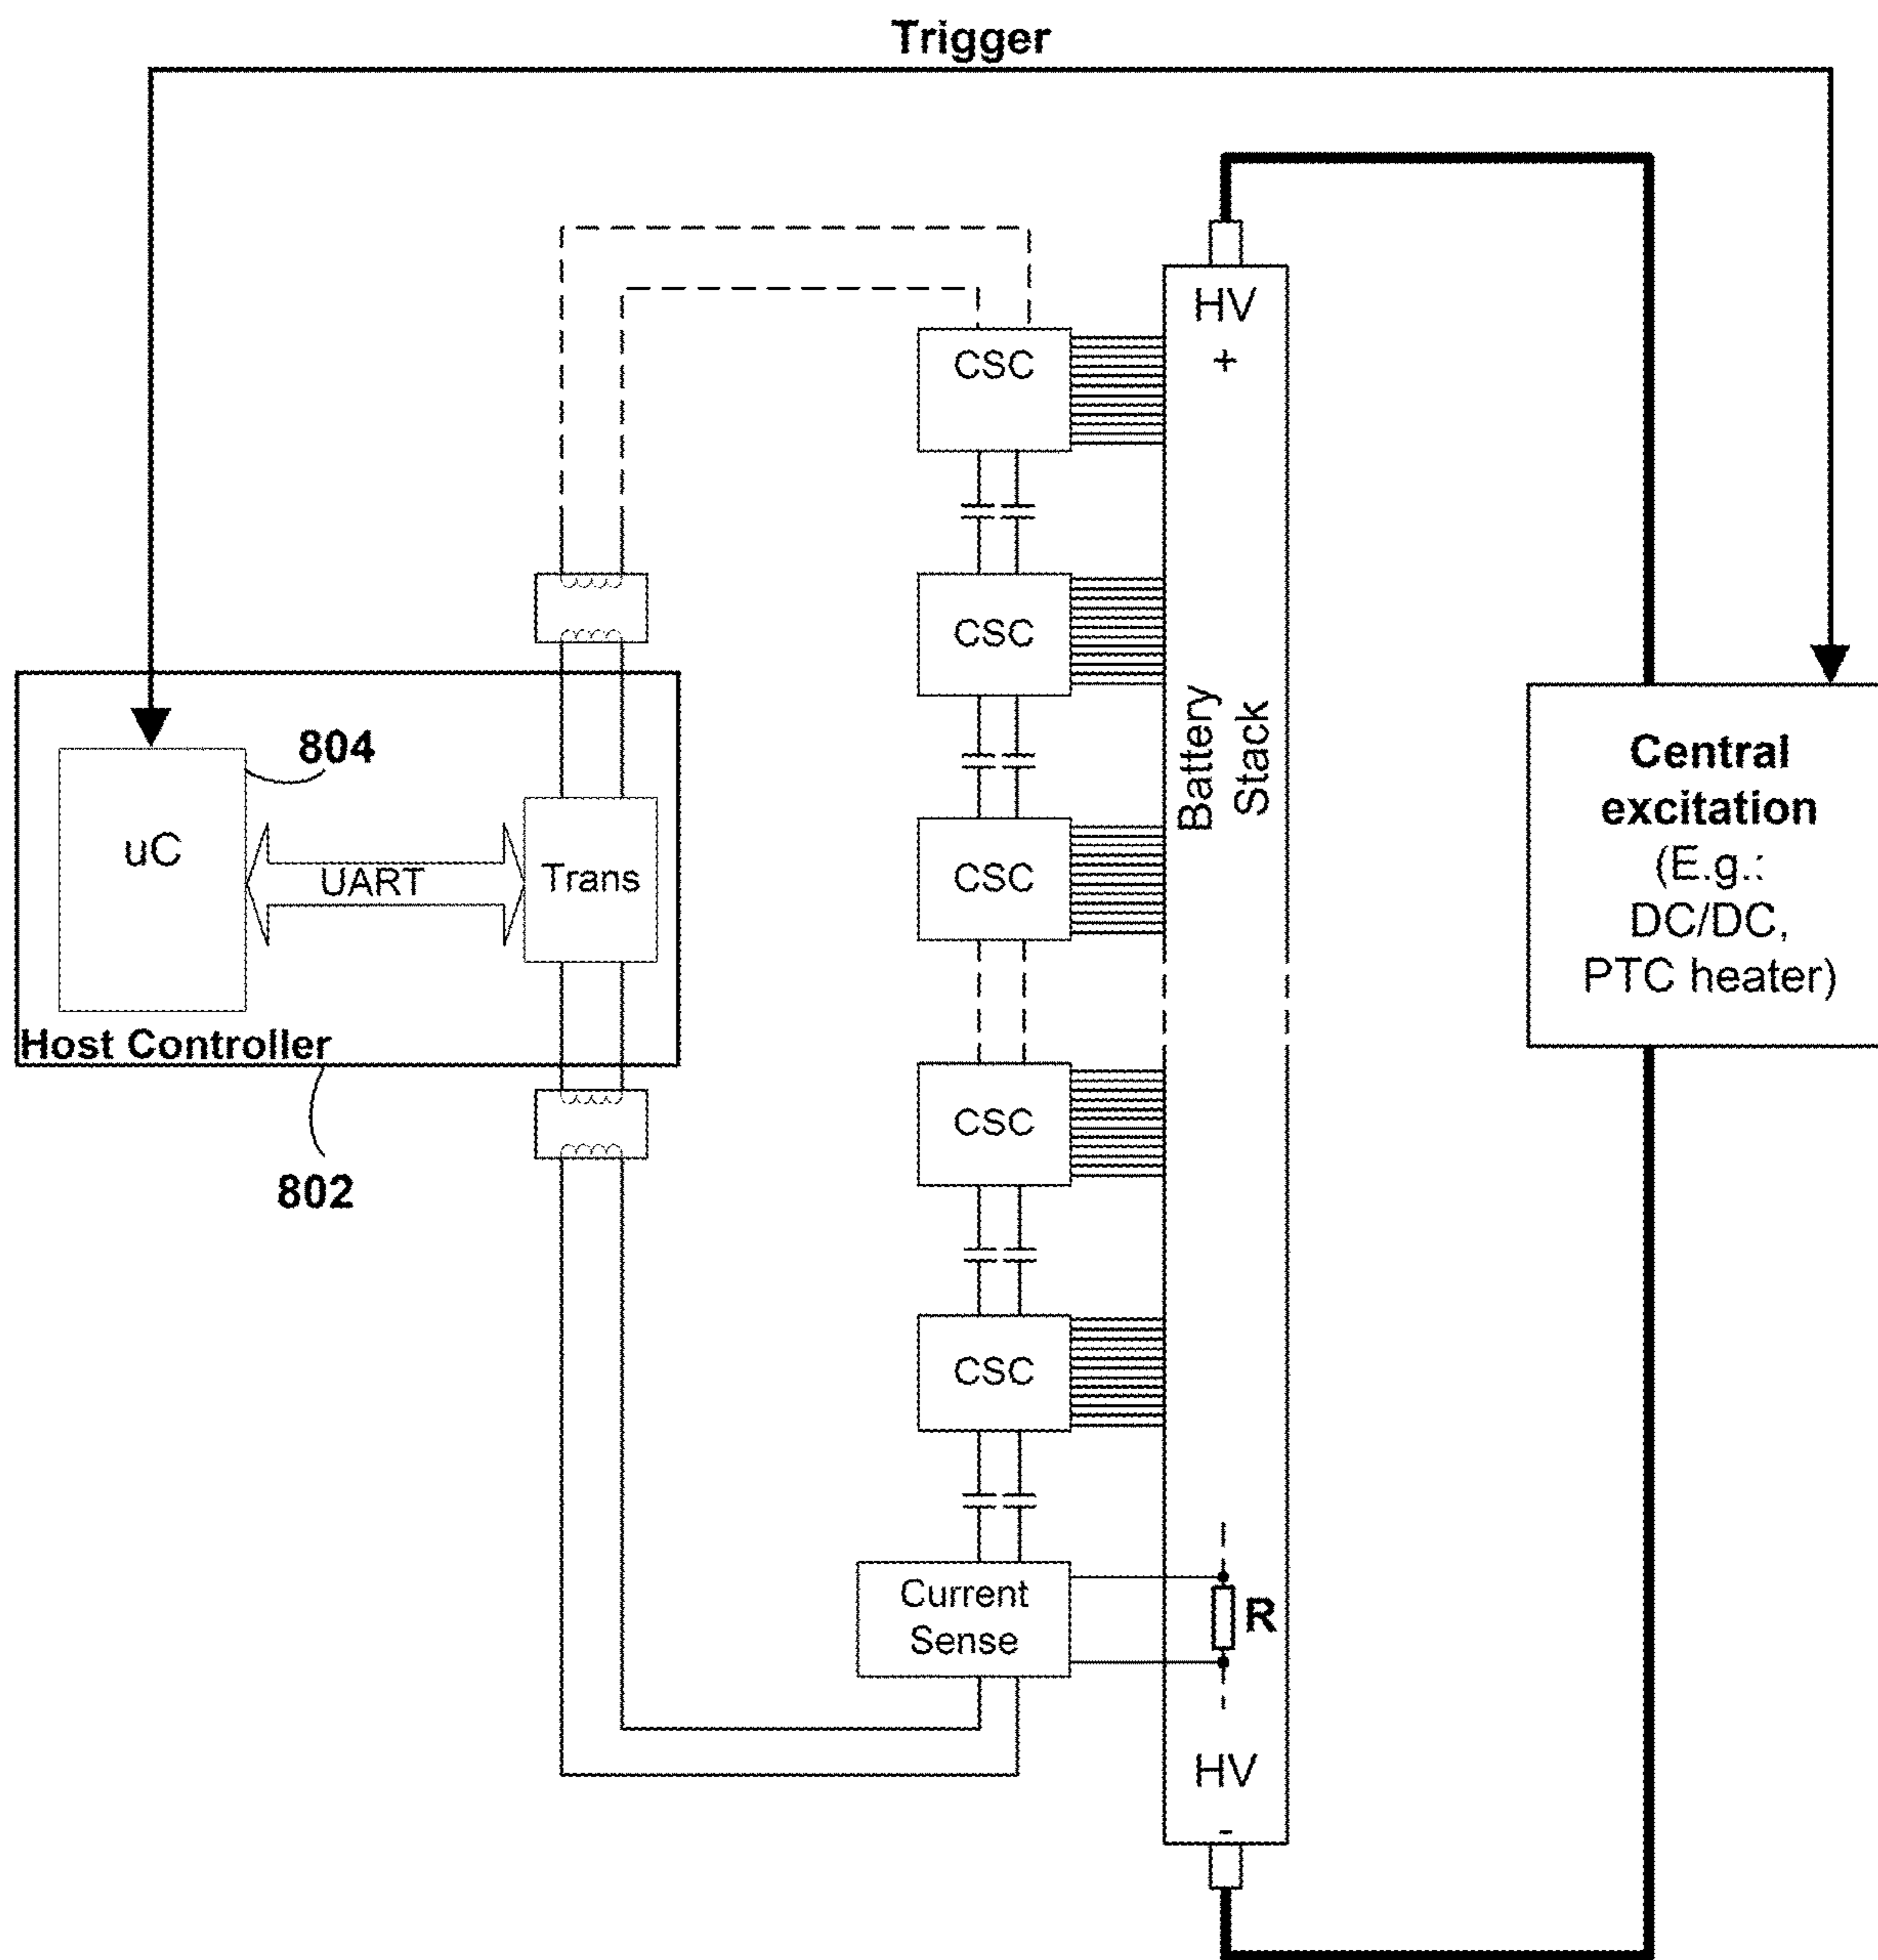 Trigger
HV
+
CSC
CSC
Battery
Stack
804
uC
UART
Trans
CSC
Central
excitation
(E.g.:
DC/DC,
PTC heater)
Host Controller
802
CSC
CSC
Current
Sense
R
HV
-